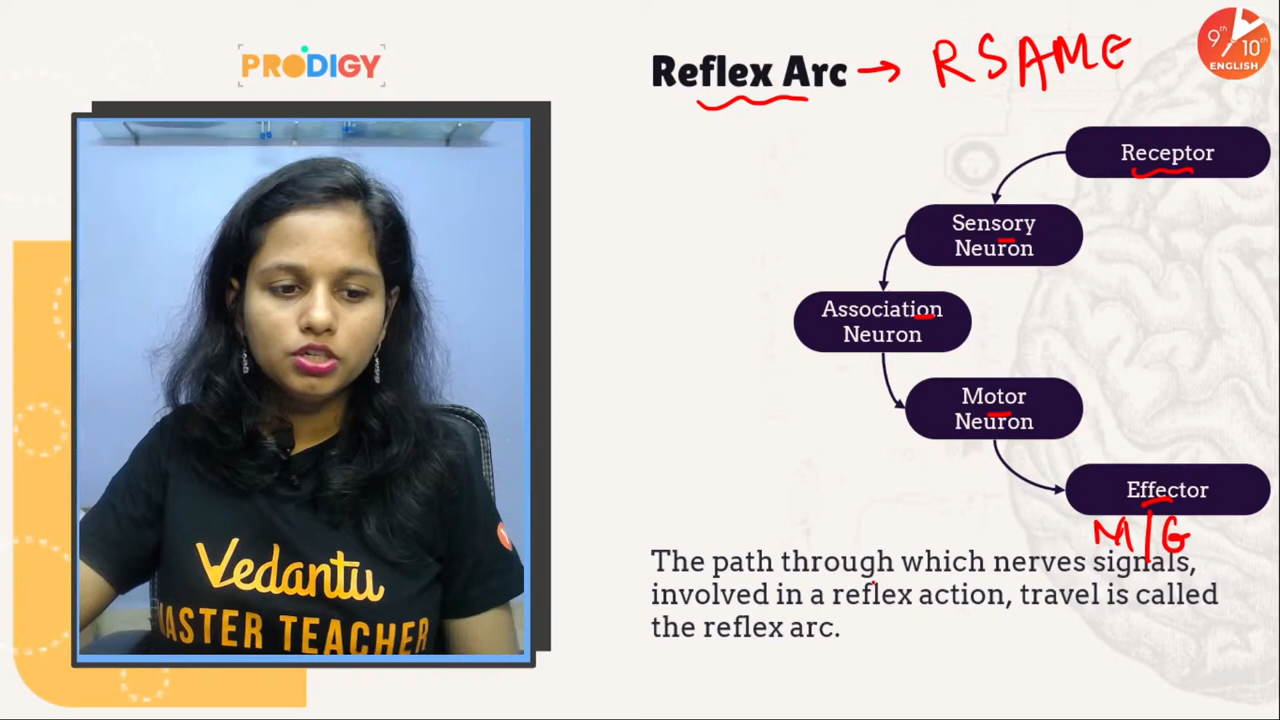 PRODIGY
Reflex Arc → RSAME
9th 10th
ENGLISH
Receptor
Sensory
Neuron
Association
Neuron
Motor
Neuron
Effector
M/G
The path through which nerves signals,
involved in a reflex action, travel is called
the reflex arc.
Vedantu
MASTER TEACHER